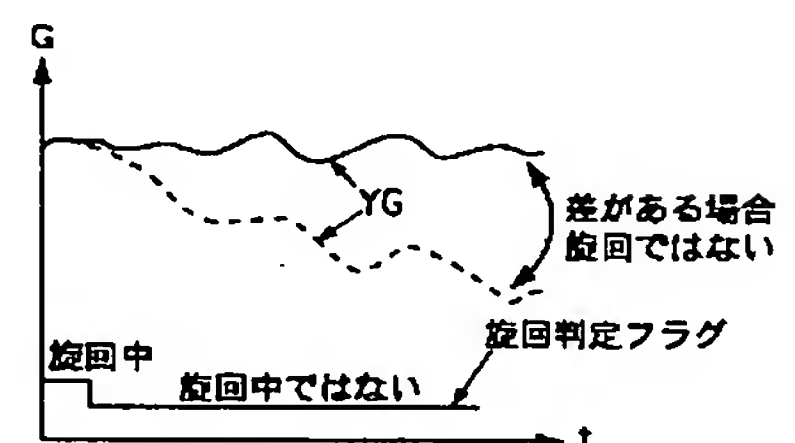 G
YG
差がある場合
旋回ではない
旋回判定フラグ
旋回中
旋回中ではない
t